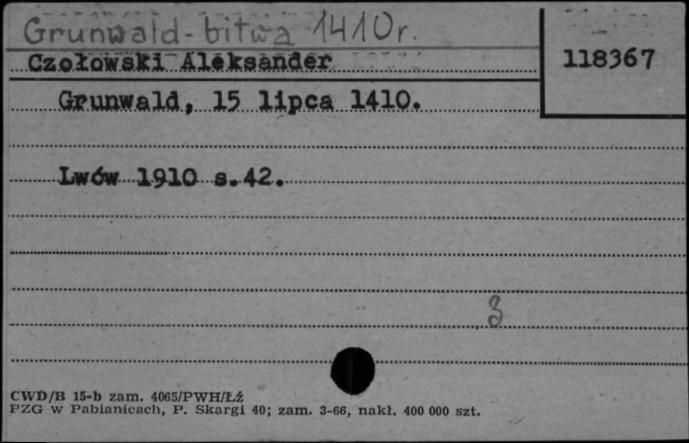 Grunwald-bitwa 1410r.
Czołowski Aleksander
118367
Grunwald, 15 lipca 1410.
Lwów 1910 s.42.
3
CWD/B 15-b zam. 4065/PWH/Łź
PZG w Pabianicach, P. Skargi 40; zam. 3-66, nakł. 400 000 szt.